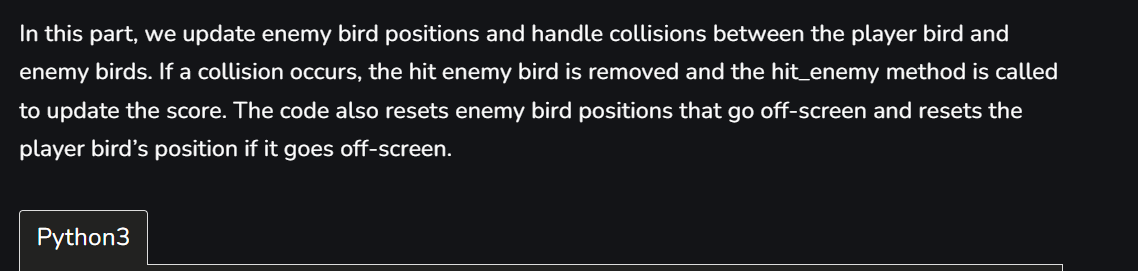 In this part, we update enemy bird positions and handle collisions between the player bird and
enemy birds. If a collision occurs, the hit enemy bird is removed and the hit_enemy method is called
to update the score. The code also resets enemy bird positions that go off-screen and resets the
player bird’s position if it goes off-screen.
Python3